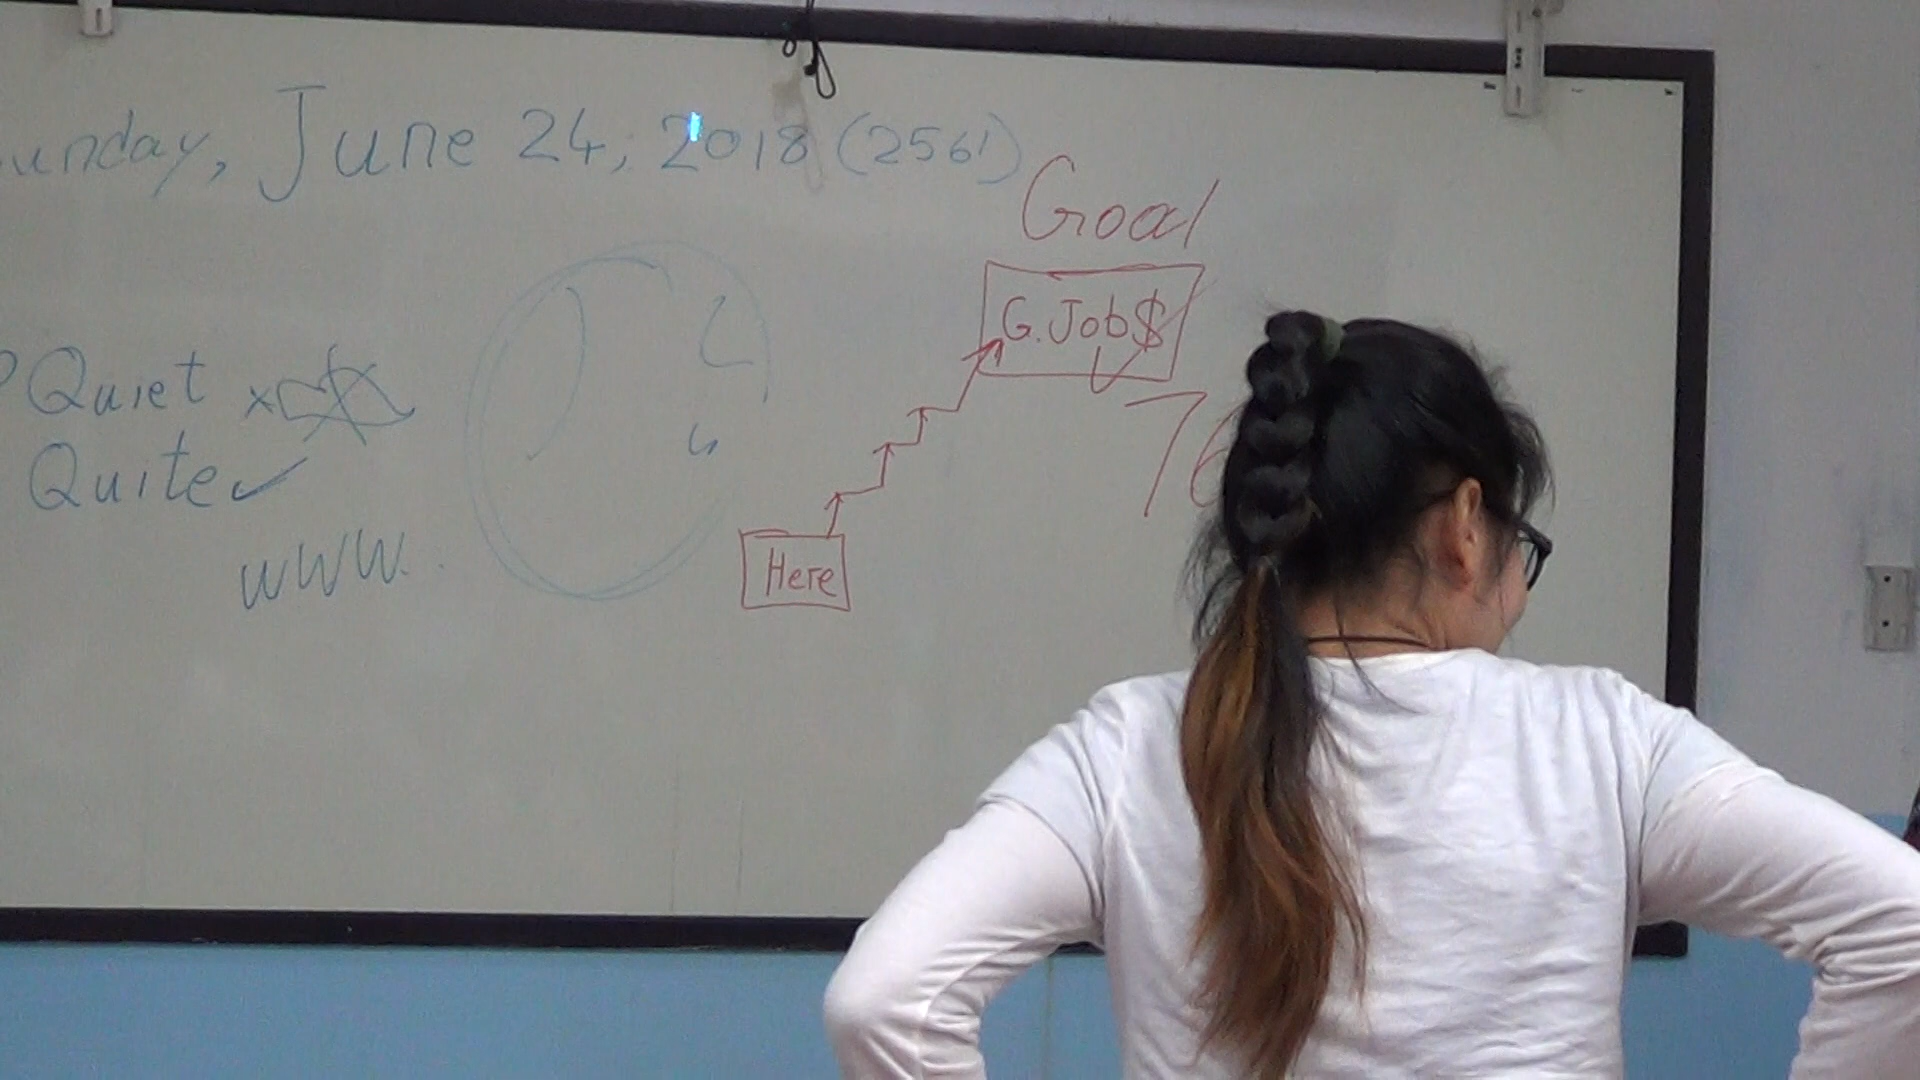 unday, June 24, 2018 (2561)
Goal
G. Job $
Quiet x
Quite ✓
WWW.
Here